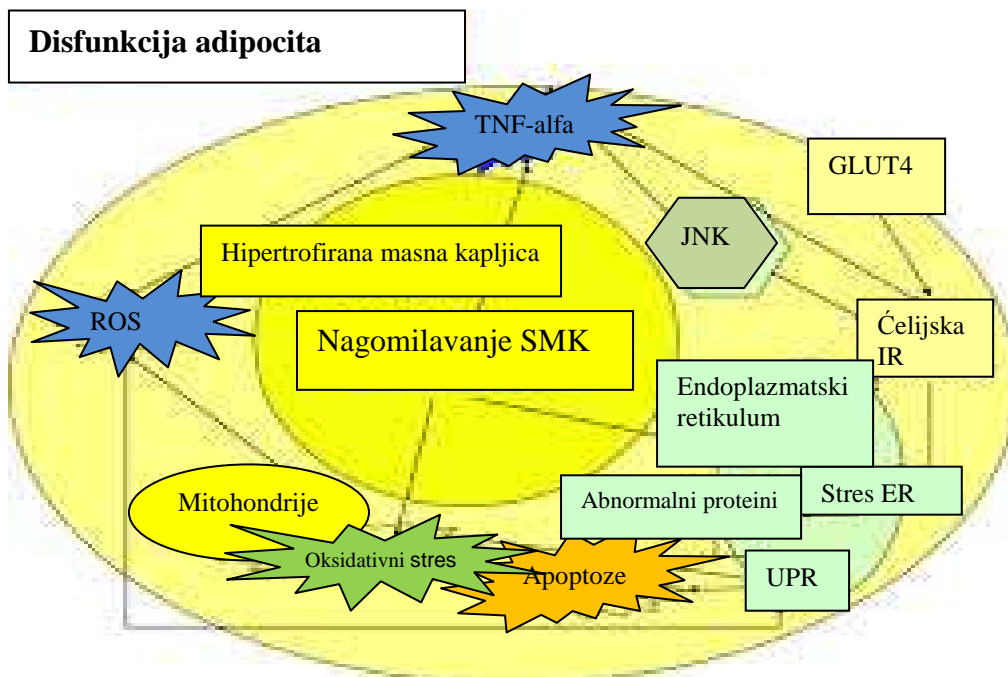 Disfunkcija adipocita
TNF-alfa
GLUT4
JNK
Hipertrofirana masna kapljica
ROS
Nagomilavanje SMK
Ćelijska
IR
Endoplazmatski
retikulum
Mitohondrije
Abnormalni proteini
Stres ER
Oksidativni stres
Apoptoze
UPR